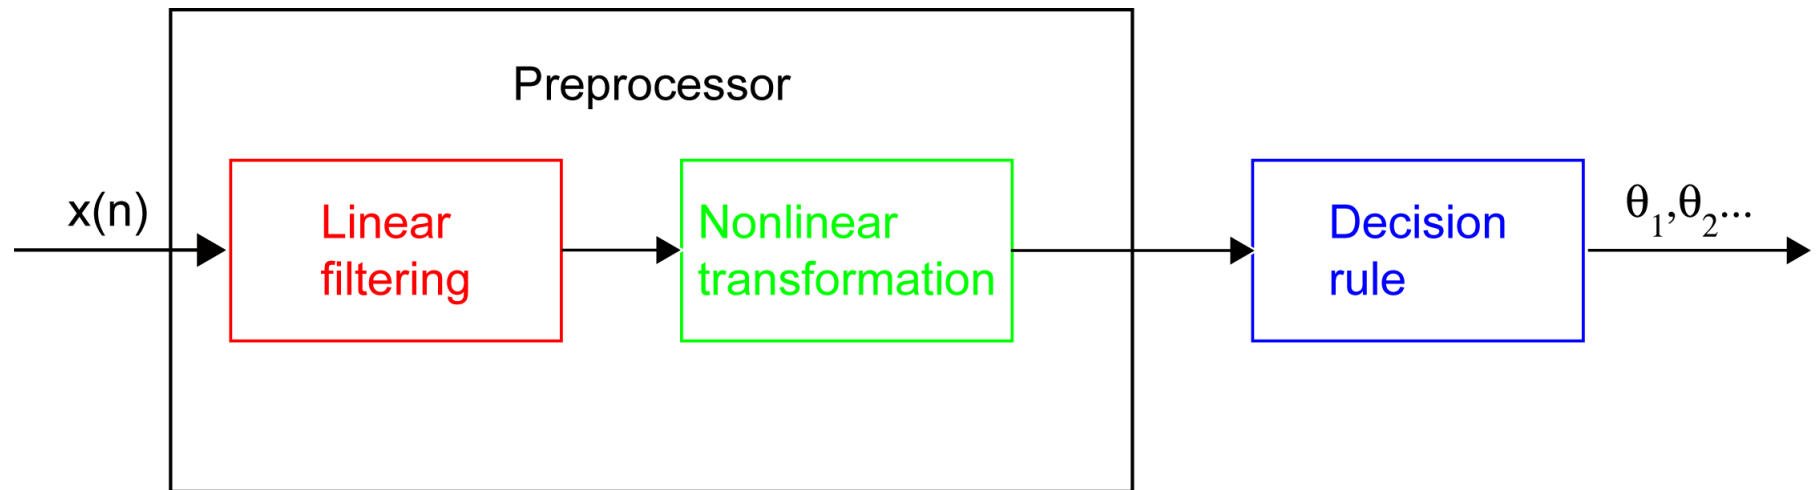 Preprocessor
x(n)
Linear
filtering
Nonlinear
transformation
Decision
rule
θ₁,θ₂...